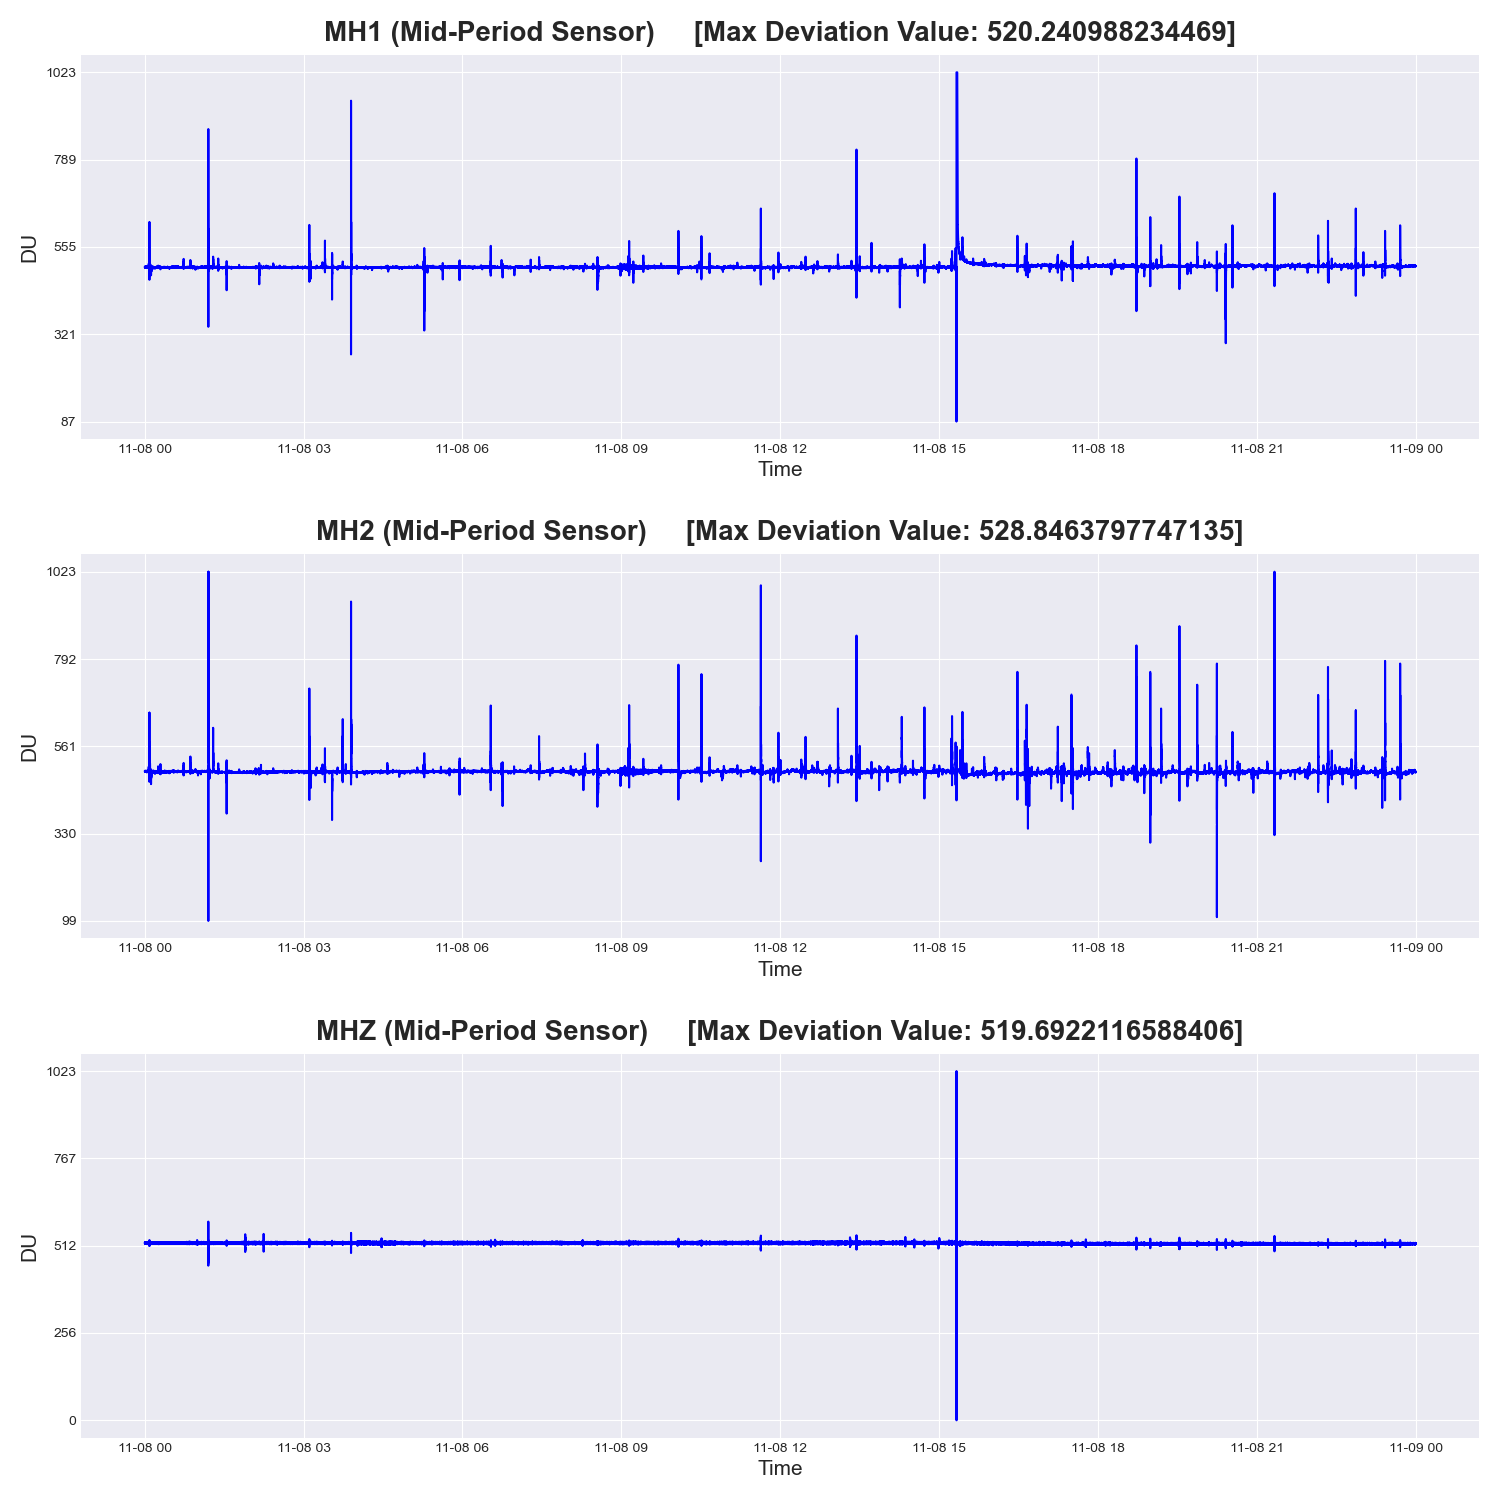 MH1 (Mid-Period Sensor) [Max Deviation Value: 520.240988234469]
1023
789
555
321
87
DU
11-08 00 11-08 03 11-08 06 11-08 09 11-08 12 11-08 15 11-08 18 11-08 21 11-09 00
Time
MH2 (Mid-Period Sensor) [Max Deviation Value: 528.8463797747135]
1023
792
561
330
99
DU
11-08 00 11-08 03 11-08 06 11-08 09 11-08 12 11-08 15 11-08 18 11-08 21 11-09 00
Time
MHZ (Mid-Period Sensor) [Max Deviation Value: 519.6922116588406]
1023
767
512
256
0
DU
11-08 00 11-08 03 11-08 06 11-08 09 11-08 12 11-08 15 11-08 18 11-08 21 11-09 00
Time